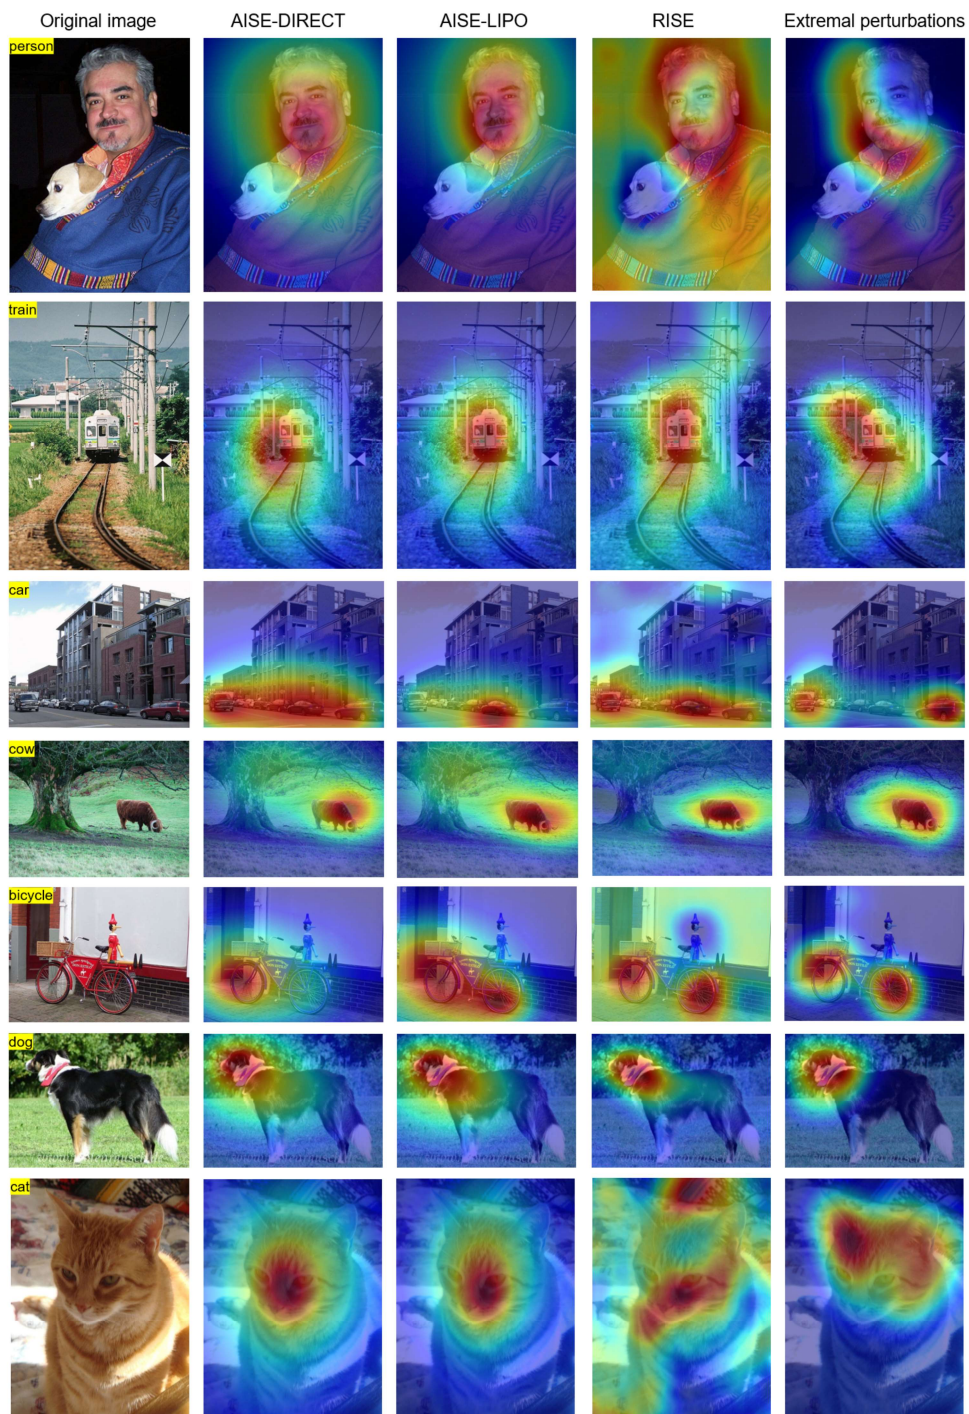 Original image AISE-DIRECT AISE-LIPO RISE Extremal perturbations
person
train
car
cow
bicycle
dog
cat